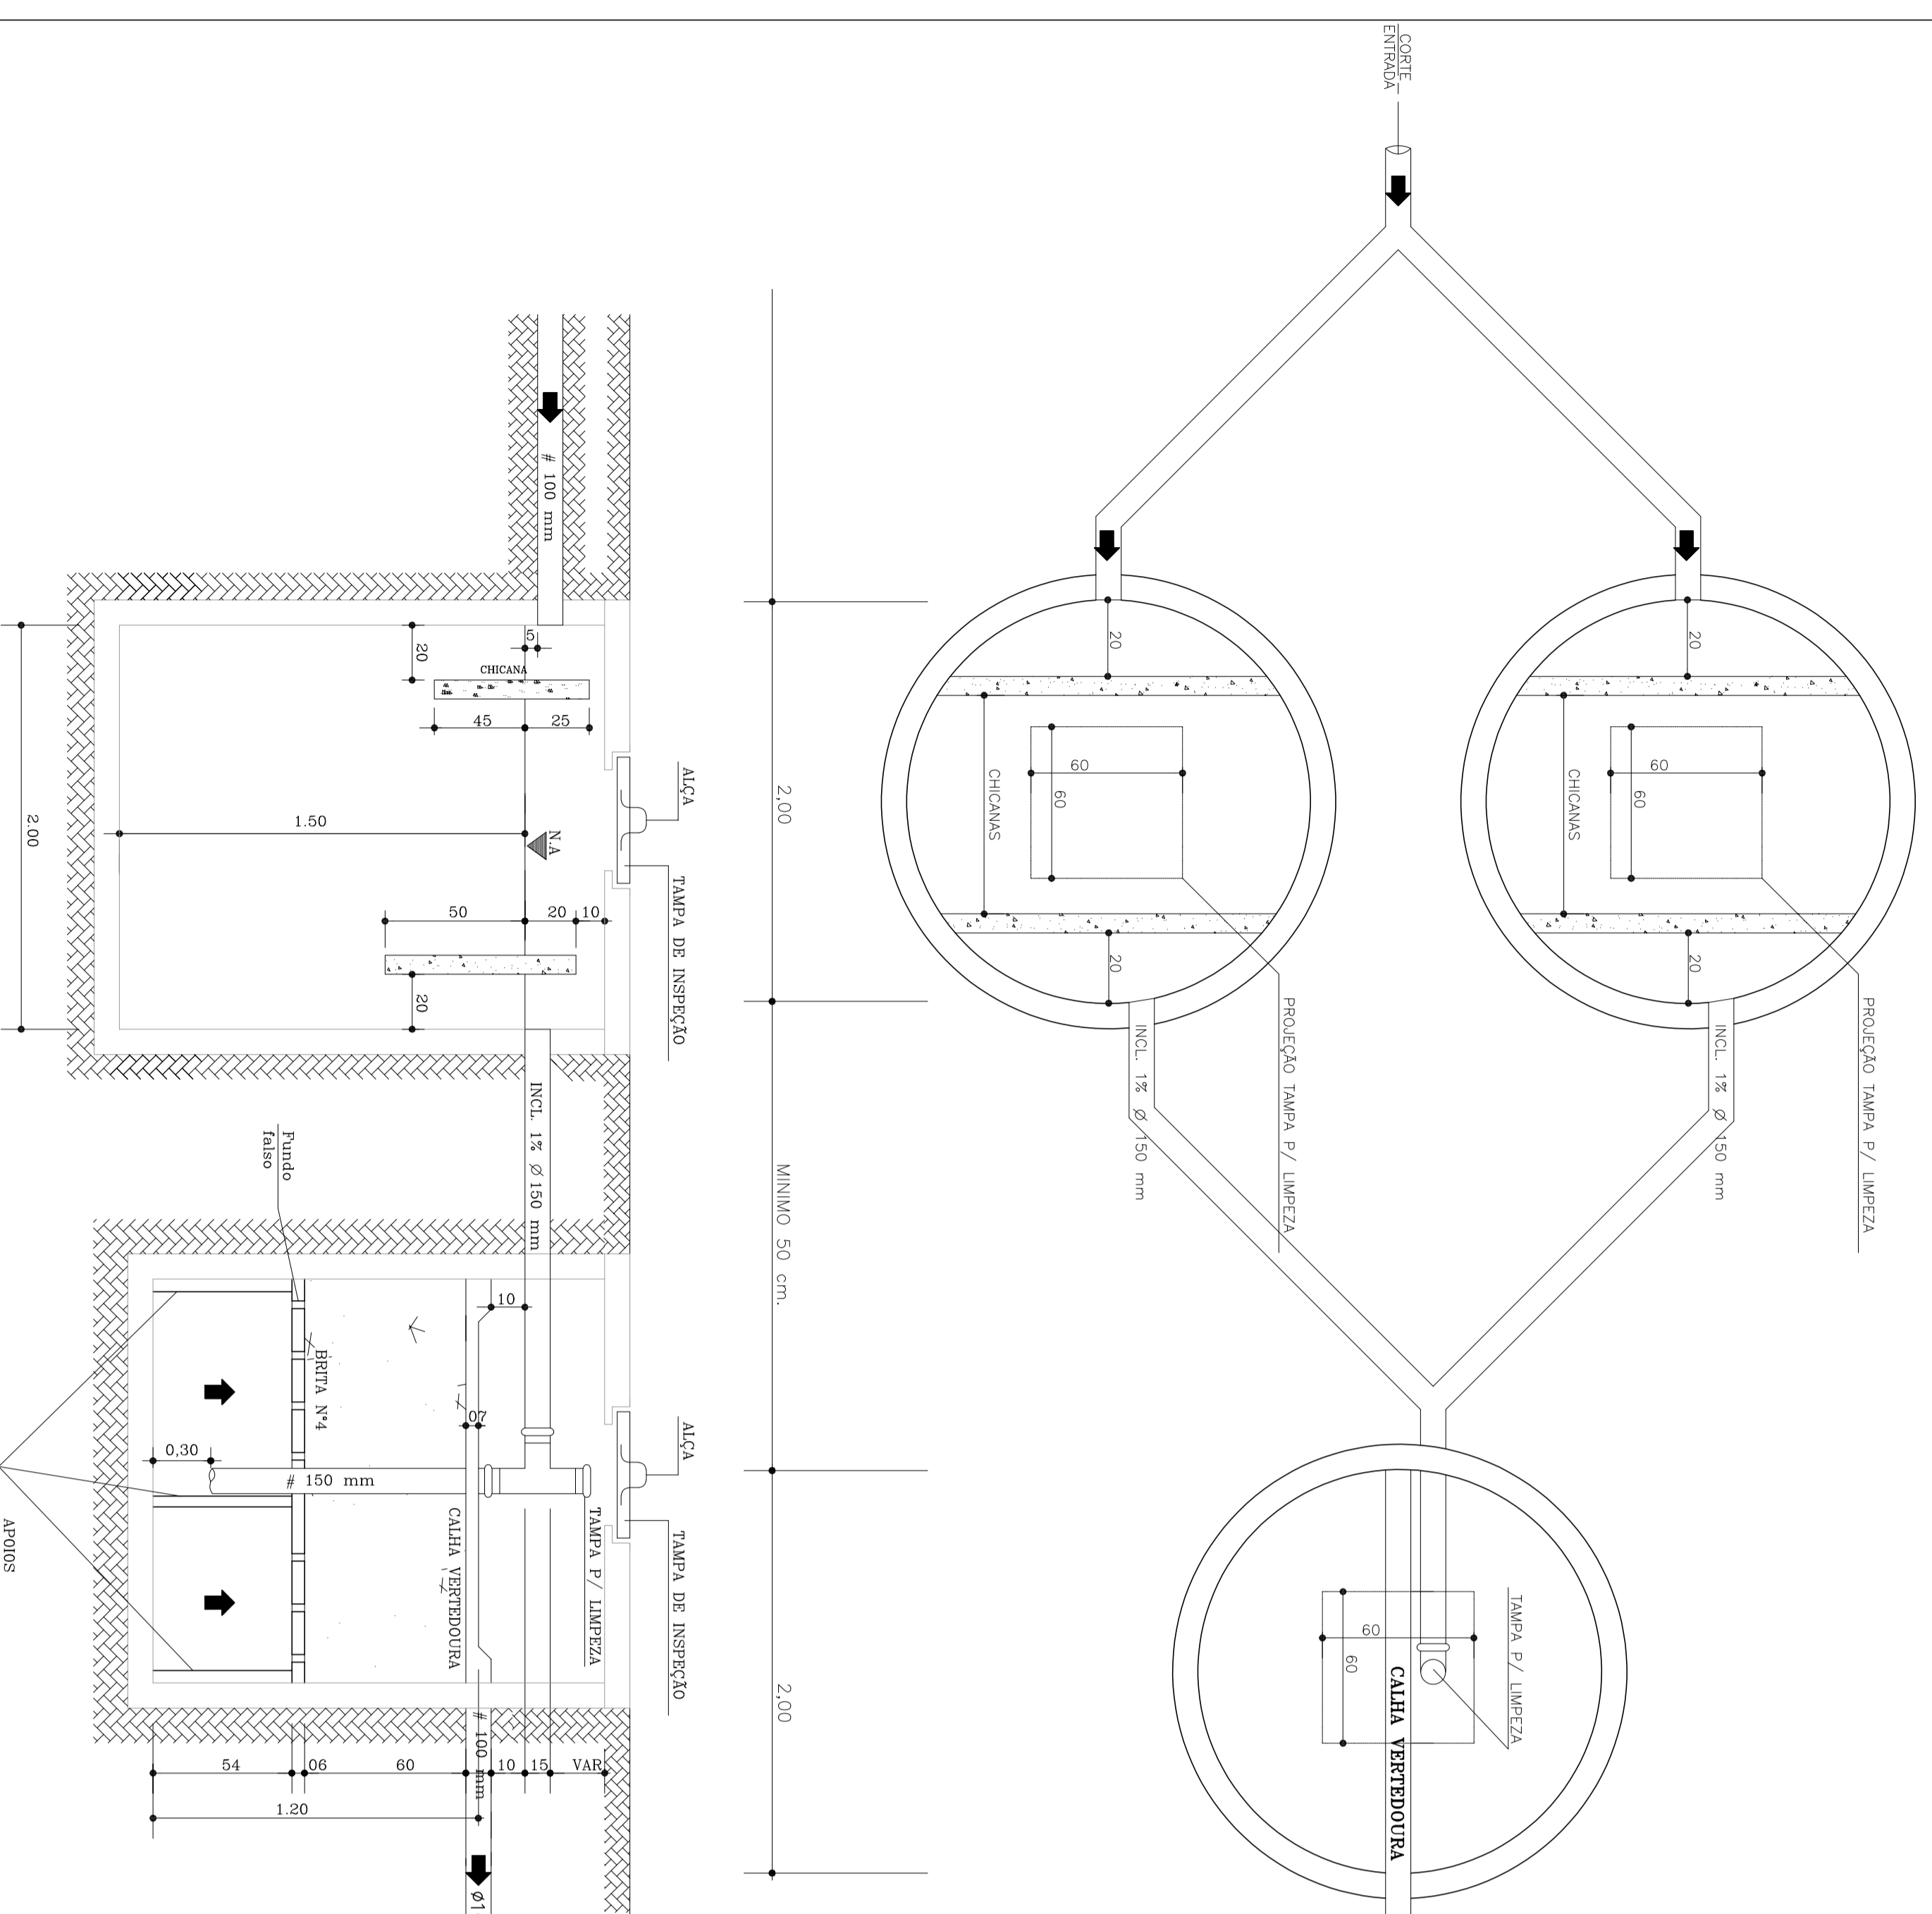 CORTE
ENTRADA
20
CHICANAS
60
60
20
PROJEÇÃO TAMPA P/ LIMPEZA
INCL. 1% Ø 150 mm
20
CHICANAS
60
60
20
PROJEÇÃO TAMPA P/ LIMPEZA
INCL. 1% Ø 150 mm
TAMPA P/ LIMPEZA
60
60
CALHA VERTEDOURA
2,00
MINIMO 50 cm.
2,00
# 100 mm
5
20
CHICANA
45
25
ALÇA
TAMPA DE INSPEÇÃO
N.A
1.50
2.00
50
20
10
20
INCL. 1% Ø 150 mm
Fundo
falso
BRITA N°4
10
07
0,30
# 150 mm
ALÇA
TAMPA DE INSPEÇÃO
TAMPA P/ LIMPEZA
CALHA VERTEDOURA
APOIOS
# 100 mm
54
06
60
10
15
VAR
1.20
Ø1